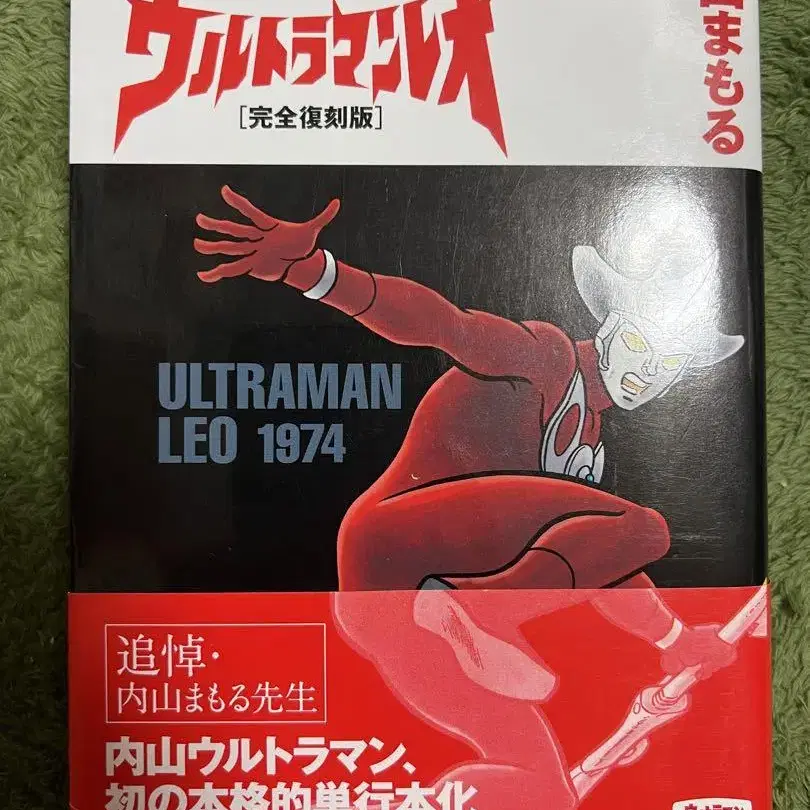 ウルトラマンレオ
[完全復刻版]
まもる
ULTRAMAN
LEO 1974
追悼・
内山まもる先生
内山ウルトラマン、
初の本格的単行本化